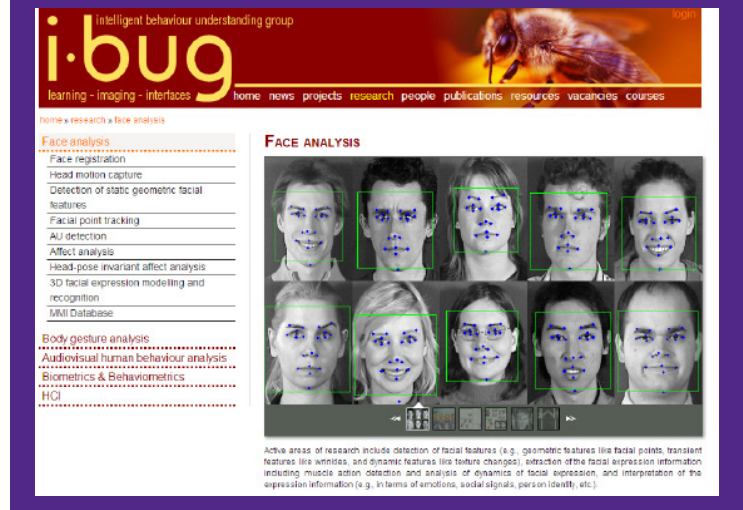 intelligent behaviour understanding group
login
i·bug
learning - imaging - interfaces
home news projects research people publications resources vacancies courses
home » research » face analysis
Face analysis
Face registration
Head motion capture
Detection of static geometric facial
features
Facial point tracking
AU detection
Affect analysis
Head-pose invariant affect analysis
3D facial expression modelling and
recognition
MMI Database
Body gesture analysis
Audiovisual human behaviour analysis
Biometrics & Behaviometrics
HCI
FACE ANALYSIS
Active areas of research include detection of facial features (e.g., geometric features like facial points, transient
features like wrinkles, and dynamic features like texture changes), extraction of the facial expression information
including muscle action detection and analysis of dynamics of facial expression, and interpretation of the
expression information (e.g., in terms of emotions, social signals, person identity, etc.).